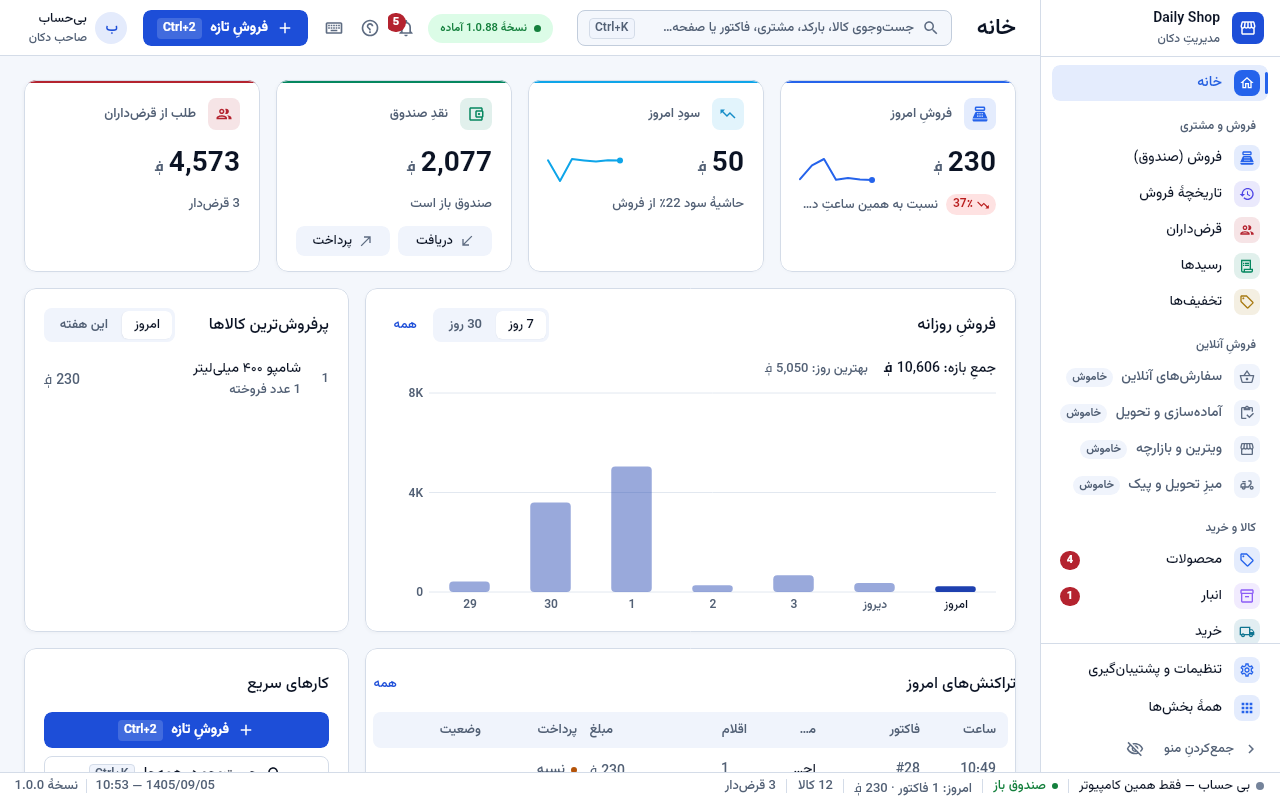 Daily Shop
مدیریتِ دکان
خانه
فروش و مشتری
فروش (صندوق)
تاریخچهٔ فروش
قرض‌داران
رسیدها
تخفیف‌ها
فروشِ آنلاین
سفارش‌های آنلاین خاموش
آماده‌سازی و تحویل خاموش
ویترین و بازارچه خاموش
میزِ تحویل و پیک خاموش
کالا و خرید
محصولات 4
انبار 1
خرید
تنظیمات و پشتیبان‌گیری
همهٔ بخش‌ها
جمع‌کردنِ منو
خانه
جست‌وجوی کالا، بارکد، مشتری، فاکتور یا صفحه… Ctrl+K
نسخهٔ 1.0.88 آماده
5
فروشِ تازه Ctrl+2
بی‌حساب
صاحب دکان
ب
فروشِ امروز
230 ؋
37٪ نسبت به همین ساعتِ د…
سودِ امروز
50 ؋
حاشیهٔ سود 22٪ از فروش
نقدِ صندوق
2,077 ؋
صندوق باز است
دریافت
پرداخت
طلب از قرض‌داران
4,573 ؋
3 قرض‌دار
فروشِ روزانه
7 روز
30 روز
همه
جمعِ بازه: 10,606 ؋
بهترین روز: 5,050 ؋
8K
4K
0
29 30 1 2 3 دیروز امروز
پرفروش‌ترین کالاها
امروز
این هفته
1 شامپو ۴۰۰ میلی‌لیتر 230 ؋
1 عدد فروخته
تراکنش‌های امروز
همه
ساعت فاکتور م… اقلام مبلغ پرداخت وضعیت
10:49 #28 اح… 1 230 ؋ نسیه
کارهای سریع
فروشِ تازه Ctrl+2
Ctrl+K
بی حساب — فقط همین کامپیوتر
صندوق باز
امروز: 1 فاکتور · 230 ؋
12 کالا
3 قرض‌دار
1405/09/05 — 10:53
نسخهٔ 1.0.0